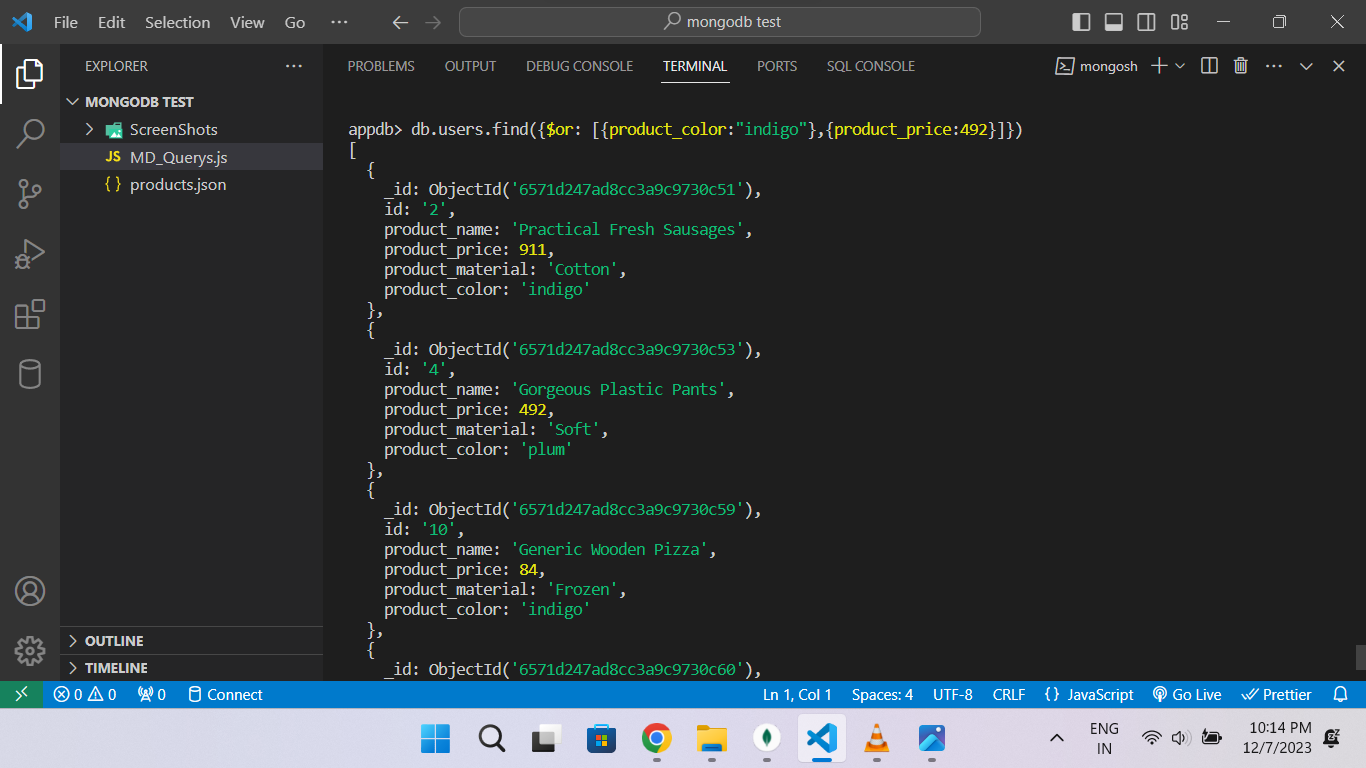 File Edit Selection View Go ··· mongodb test
EXPLORER ···
MONGODB TEST
ScreenShots
JS MD_Querys.js
{ } products.json
OUTLINE
TIMELINE
PROBLEMS OUTPUT DEBUG CONSOLE TERMINAL PORTS SQL CONSOLE mongosh
appdb> db.users.find({$or: [{product_color:"indigo"},{product_price:492}]})
[
{
_id: ObjectId('6571d247ad8cc3a9c9730c51'),
id: '2',
product_name: 'Practical Fresh Sausages',
product_price: 911,
product_material: 'Cotton',
product_color: 'indigo'
},
{
_id: ObjectId('6571d247ad8cc3a9c9730c53'),
id: '4',
product_name: 'Gorgeous Plastic Pants',
product_price: 492,
product_material: 'Soft',
product_color: 'plum'
},
{
_id: ObjectId('6571d247ad8cc3a9c9730c59'),
id: '10',
product_name: 'Generic Wooden Pizza',
product_price: 84,
product_material: 'Frozen',
product_color: 'indigo'
},
{
_id: ObjectId('6571d247ad8cc3a9c9730c60'),
0 0 0 Connect Ln 1, Col 1 Spaces: 4 UTF-8 CRLF { } JavaScript Go Live Prettier
ENG
IN
10:14 PM
12/7/2023